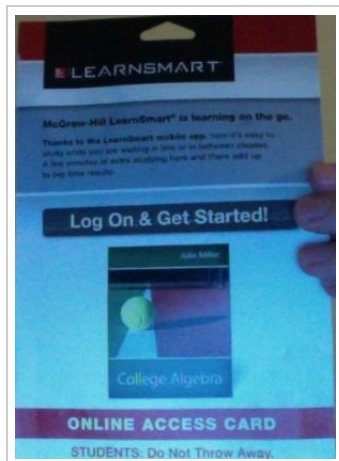 LEARNSMART
McGraw-Hill LearnSmart® is learning on the go.
Thanks to the LearnSmart mobile app, now it's easy to
study while you are waiting in line or in between classes.
A few minutes of extra studying here and there add up
to big-time results.
Log On & Get Started!
Julie Miller
College Algebra
ONLINE ACCESS CARD
STUDENTS: Do Not Throw Away.